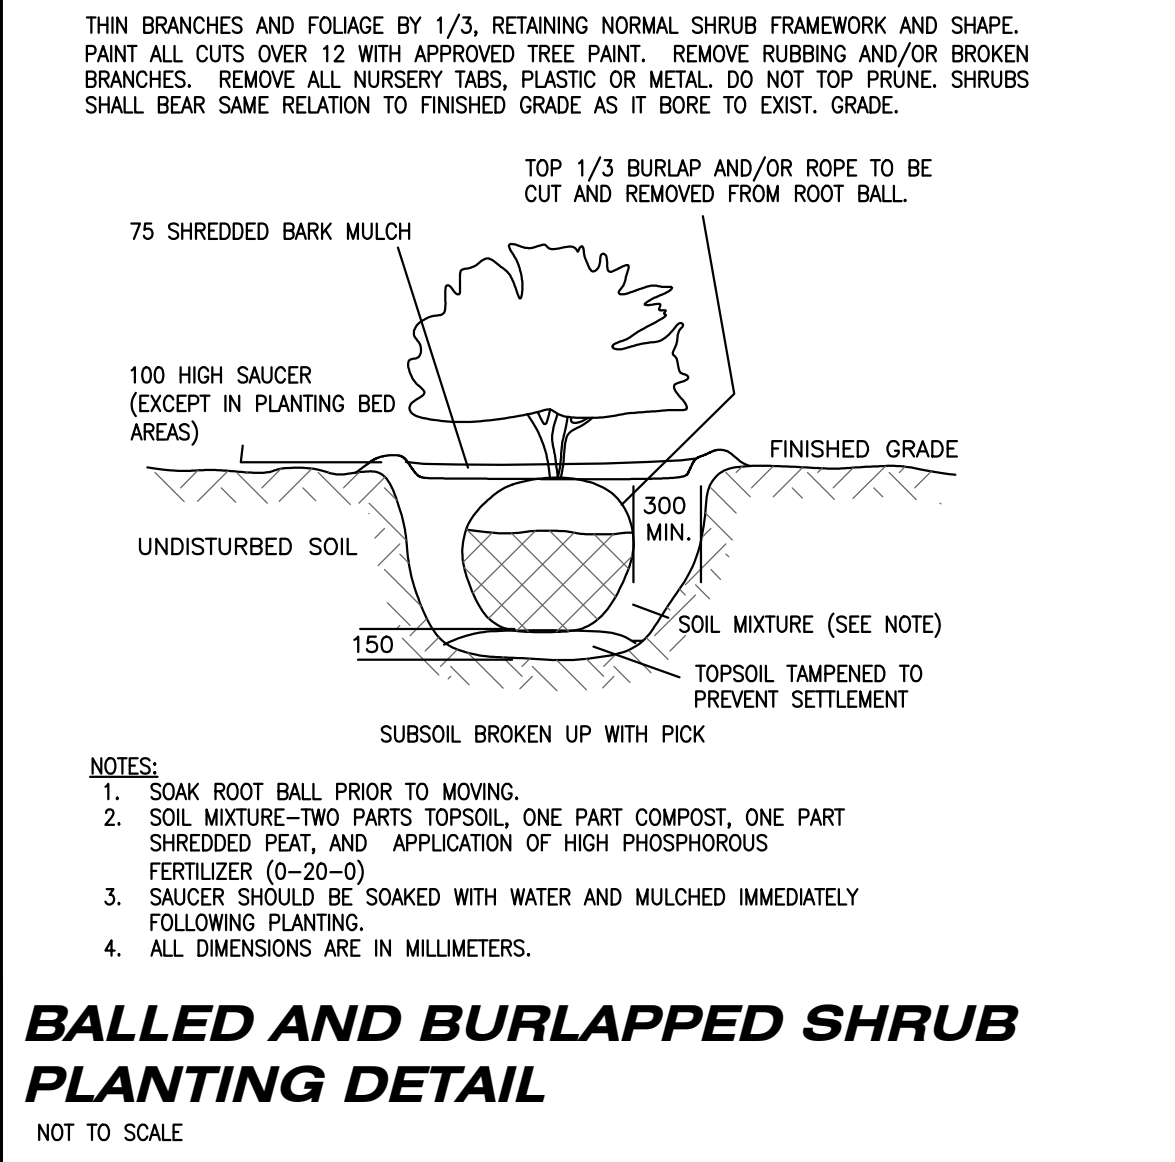 THIN BRANCHES AND FOLIAGE BY 1/3, RETAINING NORMAL SHRUB FRAMEWORK AND SHAPE.
PAINT ALL CUTS OVER 12 WITH APPROVED TREE PAINT. REMOVE RUBBING AND/OR BROKEN
BRANCHES. REMOVE ALL NURSERY TABS, PLASTIC OR METAL. DO NOT TOP PRUNE. SHRUBS
SHALL BEAR SAME RELATION TO FINISHED GRADE AS IT BORE TO EXIST. GRADE.
TOP 1/3 BURLAP AND/OR ROPE TO BE
CUT AND REMOVED FROM ROOT BALL.
75 SHREDDED BARK MULCH
100 HIGH SAUCER
(EXCEPT IN PLANTING BED
AREAS)
FINISHED GRADE
300
MIN.
UNDISTURBED SOIL
SOIL MIXTURE (SEE NOTE)
150
TOPSOIL TAMPENED TO
PREVENT SETTLEMENT
SUBSOIL BROKEN UP WITH PICK
NOTES:
1. SOAK ROOT BALL PRIOR TO MOVING.
2. SOIL MIXTURE-TWO PARTS TOPSOIL, ONE PART COMPOST, ONE PART
SHREDDED PEAT, AND APPLICATION OF HIGH PHOSPHOROUS
FERTILIZER (0-20-0)
3. SAUCER SHOULD BE SOAKED WITH WATER AND MULCHED IMMEDIATELY
FOLLOWING PLANTING.
4. ALL DIMENSIONS ARE IN MILLIMETERS.
BALLED AND BURLAPPED SHRUB
PLANTING DETAIL
NOT TO SCALE